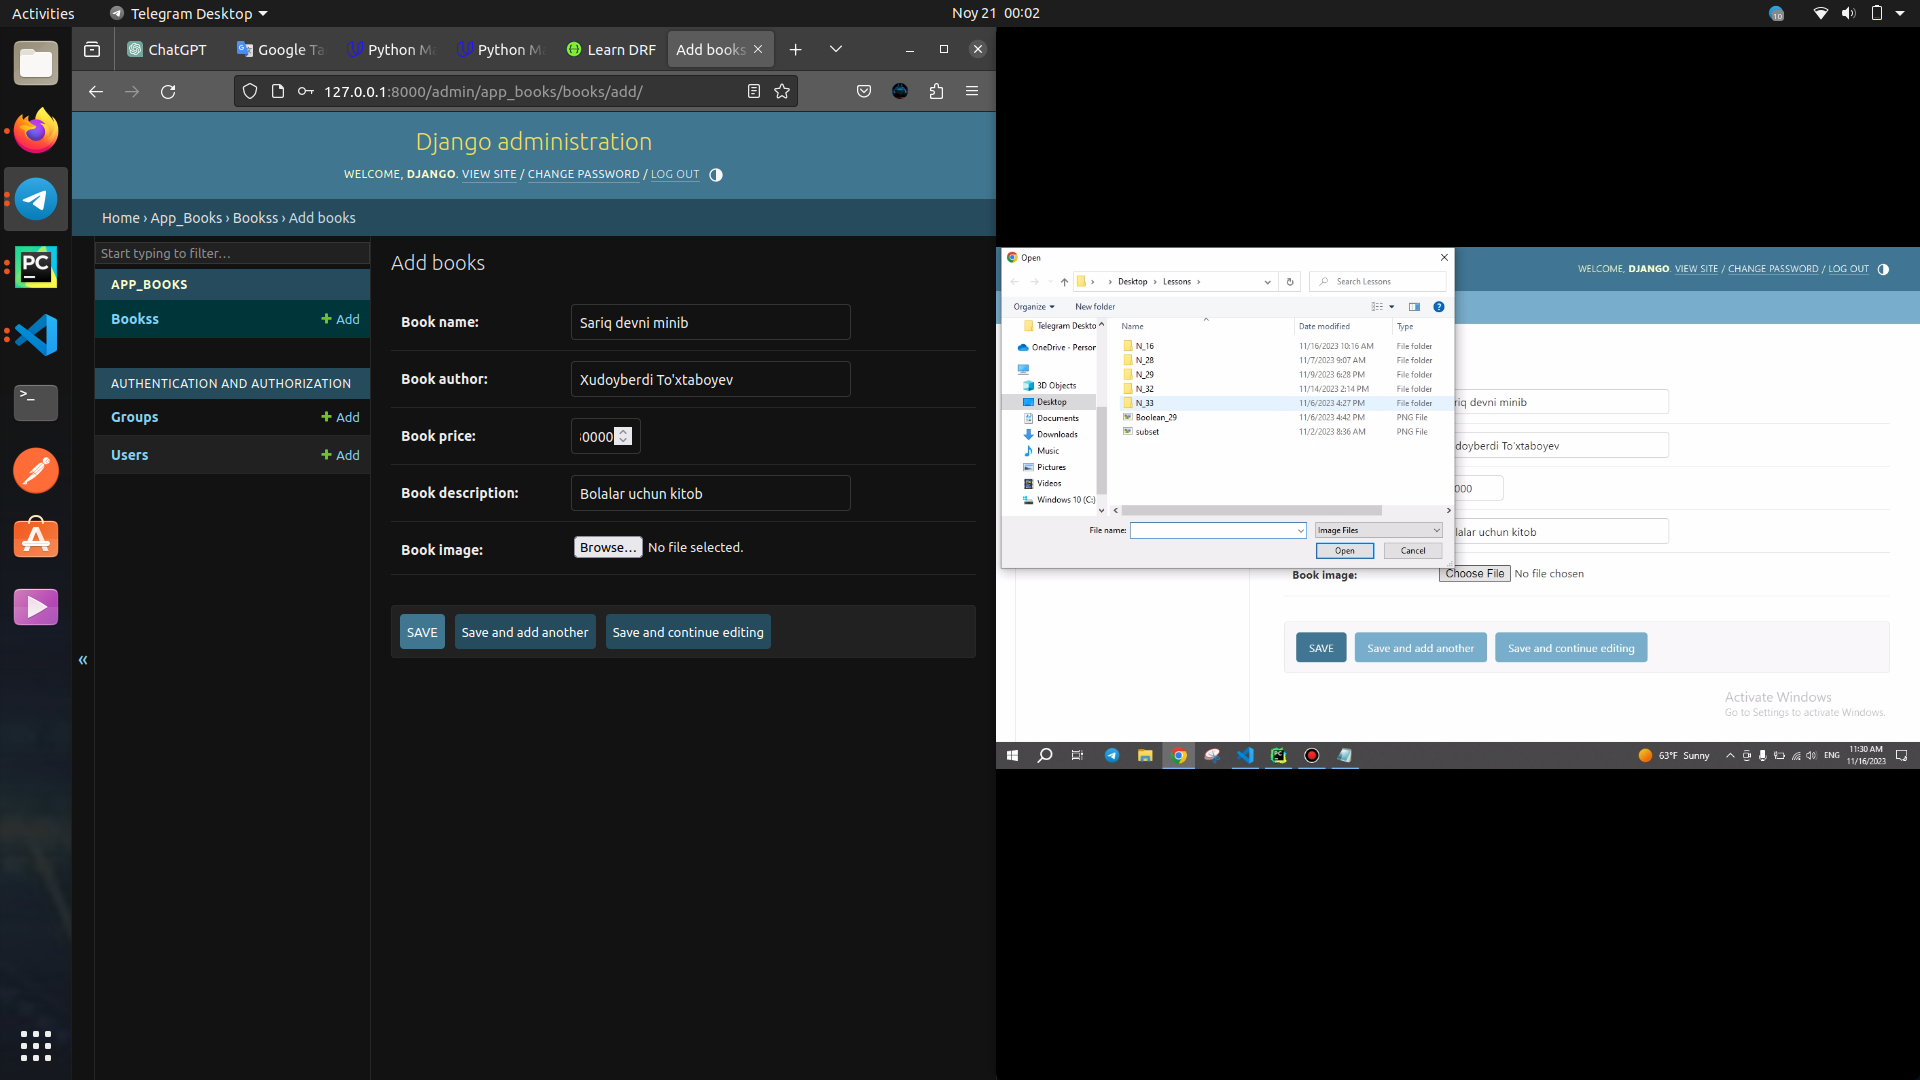 Activities
Telegram Desktop
Noy 21 00:02
10
ChatGPT
Google Ta
Python Ma
Python Ma
Learn DRF
Add books
127.0.0.1:8000/admin/app_books/books/add/
Django administration
WELCOME, DJANGO. VIEW SITE / CHANGE PASSWORD / LOG OUT
Home › App_Books › Bookss › Add books
Start typing to filter…
APP_BOOKS
Bookss
Add
AUTHENTICATION AND AUTHORIZATION
Groups
Add
Users
Add
«
Add books
Book name:
Sariq devni minib
Book author:
Xudoyberdi To'xtaboyev
Book price:
0000
Book description:
Bolalar uchun kitob
Book image:
Browse…
No file selected.
SAVE
Save and add another
Save and continue editing
Open
Desktop › Lessons ›
Search Lessons
Organize
New folder
Telegram Deskto
OneDrive - Person
3D Objects
Desktop
Documents
Downloads
Music
Pictures
Videos
Windows 10 (C:)
Name
Date modified
Type
N_16
11/16/2023 10:16 AM
File folder
N_28
11/7/2023 9:07 AM
File folder
N_29
11/9/2023 6:28 PM
File folder
N_32
11/14/2023 2:14 PM
File folder
N_33
11/6/2023 4:27 PM
File folder
Boolean_29
11/6/2023 4:42 PM
PNG File
subset
11/2/2023 8:36 AM
PNG File
File name:
Image Files
Open
Cancel
WELCOME, DJANGO. VIEW SITE / CHANGE PASSWORD / LOG OUT
riq devni minib
doyberdi To'xtaboyev
000
lalar uchun kitob
Book image:
Choose File
No file chosen
SAVE
Save and add another
Save and continue editing
Activate Windows
Go to Settings to activate Windows.
63°F Sunny
ENG
11:30 AM
11/16/2023
PC
PC